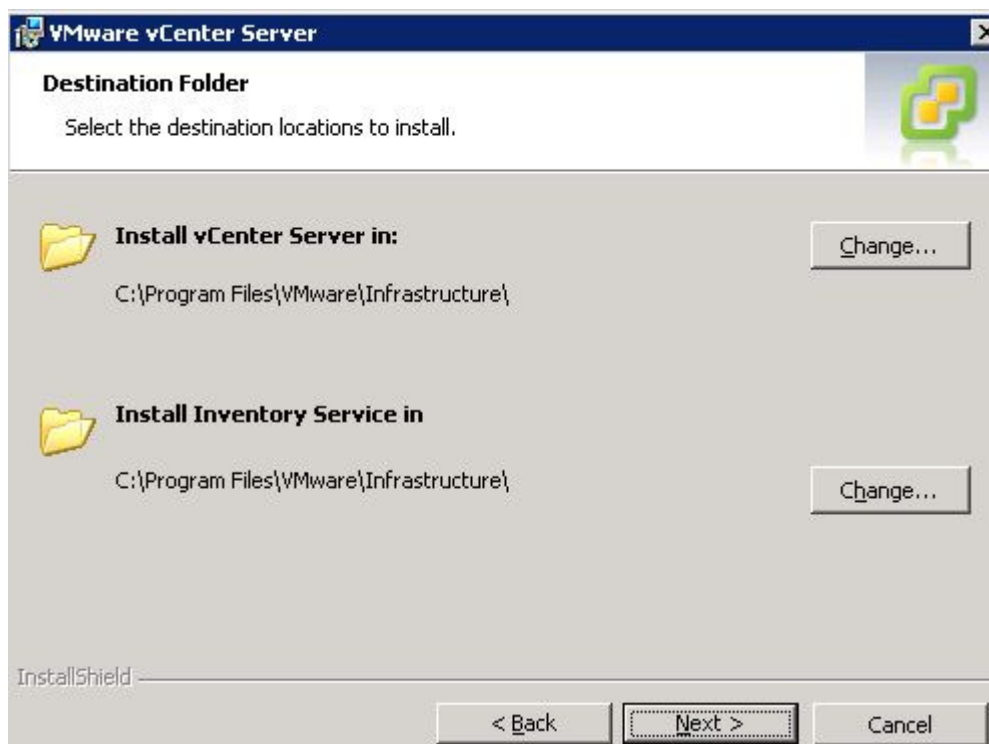 VMware vCenter Server
Destination Folder
Select the destination locations to install.
Install vCenter Server in:
Change...
C:\Program Files\VMware\Infrastructure\
Install Inventory Service in
C:\Program Files\VMware\Infrastructure\
Change...
InstallShield
< Back
Next >
Cancel